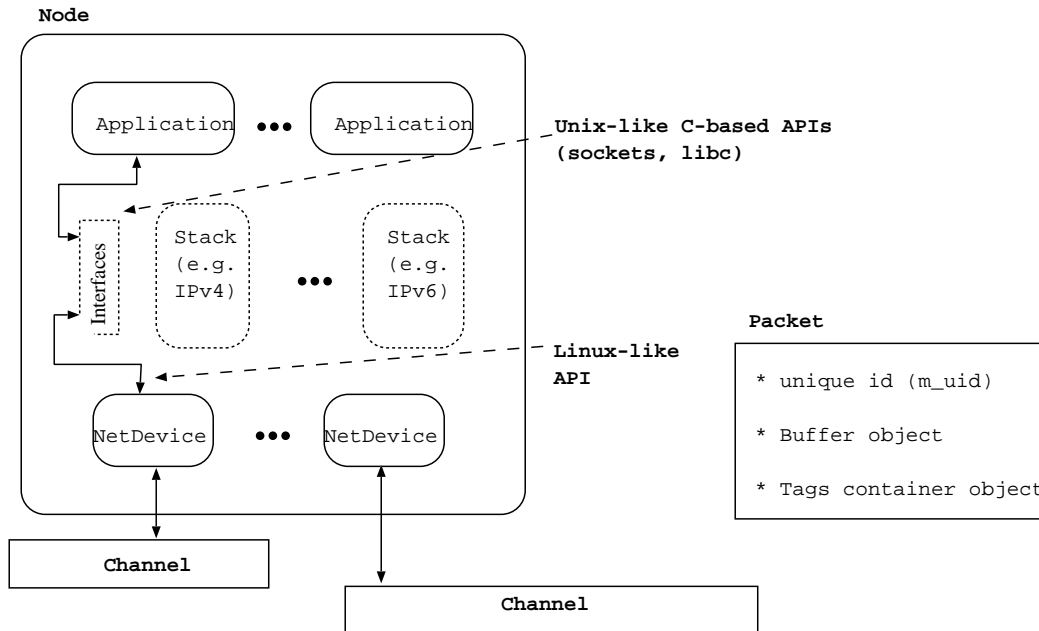 Node
Application
Application
Unix-like C-based APIs
(sockets, libc)
Interfaces
Stack
(e.g.
IPv4)
Stack
(e.g.
IPv6)
Linux-like
API
NetDevice
NetDevice
Channel
Channel
Packet
* unique id (m_uid)
* Buffer object
* Tags container object